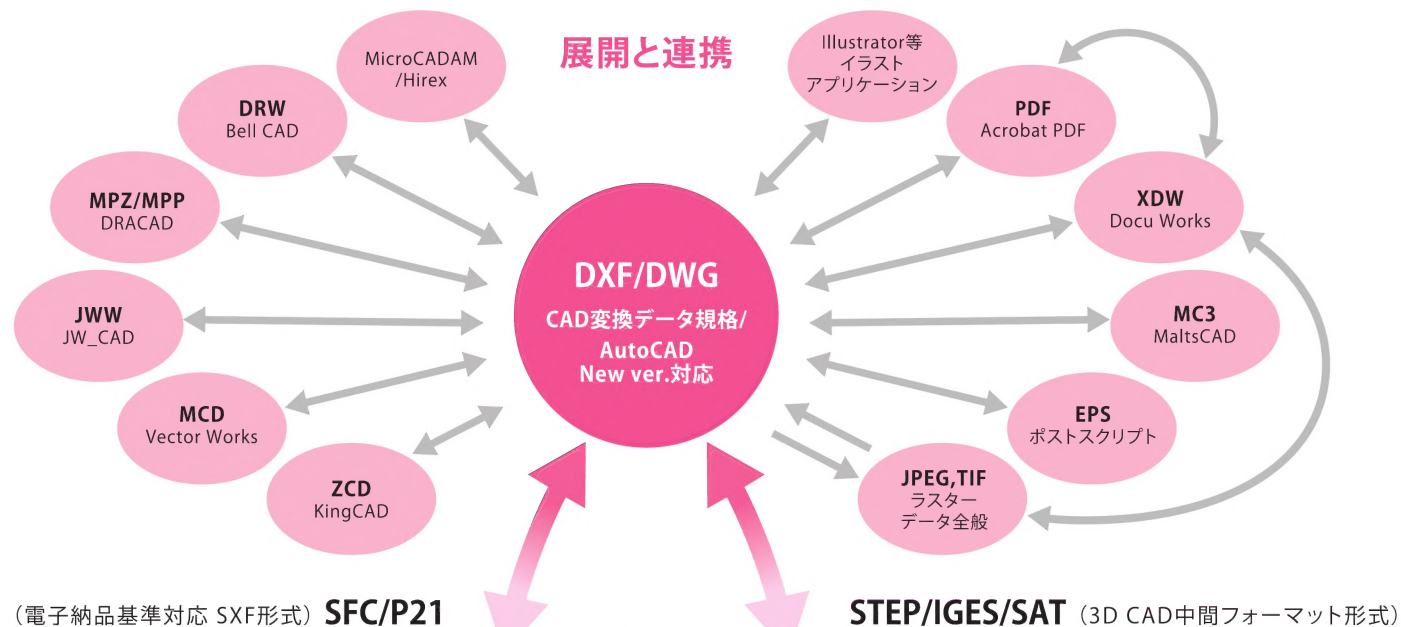 展開と連携
MicroCADAM
/Hirex
DRW
Bell CAD
MPZ/MPP
DRACAD
JWW
JW_CAD
MCD
Vector Works
ZCD
KingCAD
DXF/DWG
CAD変換データ規格/
AutoCAD
New ver.対応
Illustrator等
イラスト
アプリケーション
PDF
Acrobat PDF
XDW
Docu Works
MC3
MaltsCAD
EPS
ポストスクリプト
JPEG,TIF
ラスター
データ全般
（電子納品基準対応 SXF形式）SFC/P21
STEP/IGES/SAT（3D CAD中間フォーマット形式）